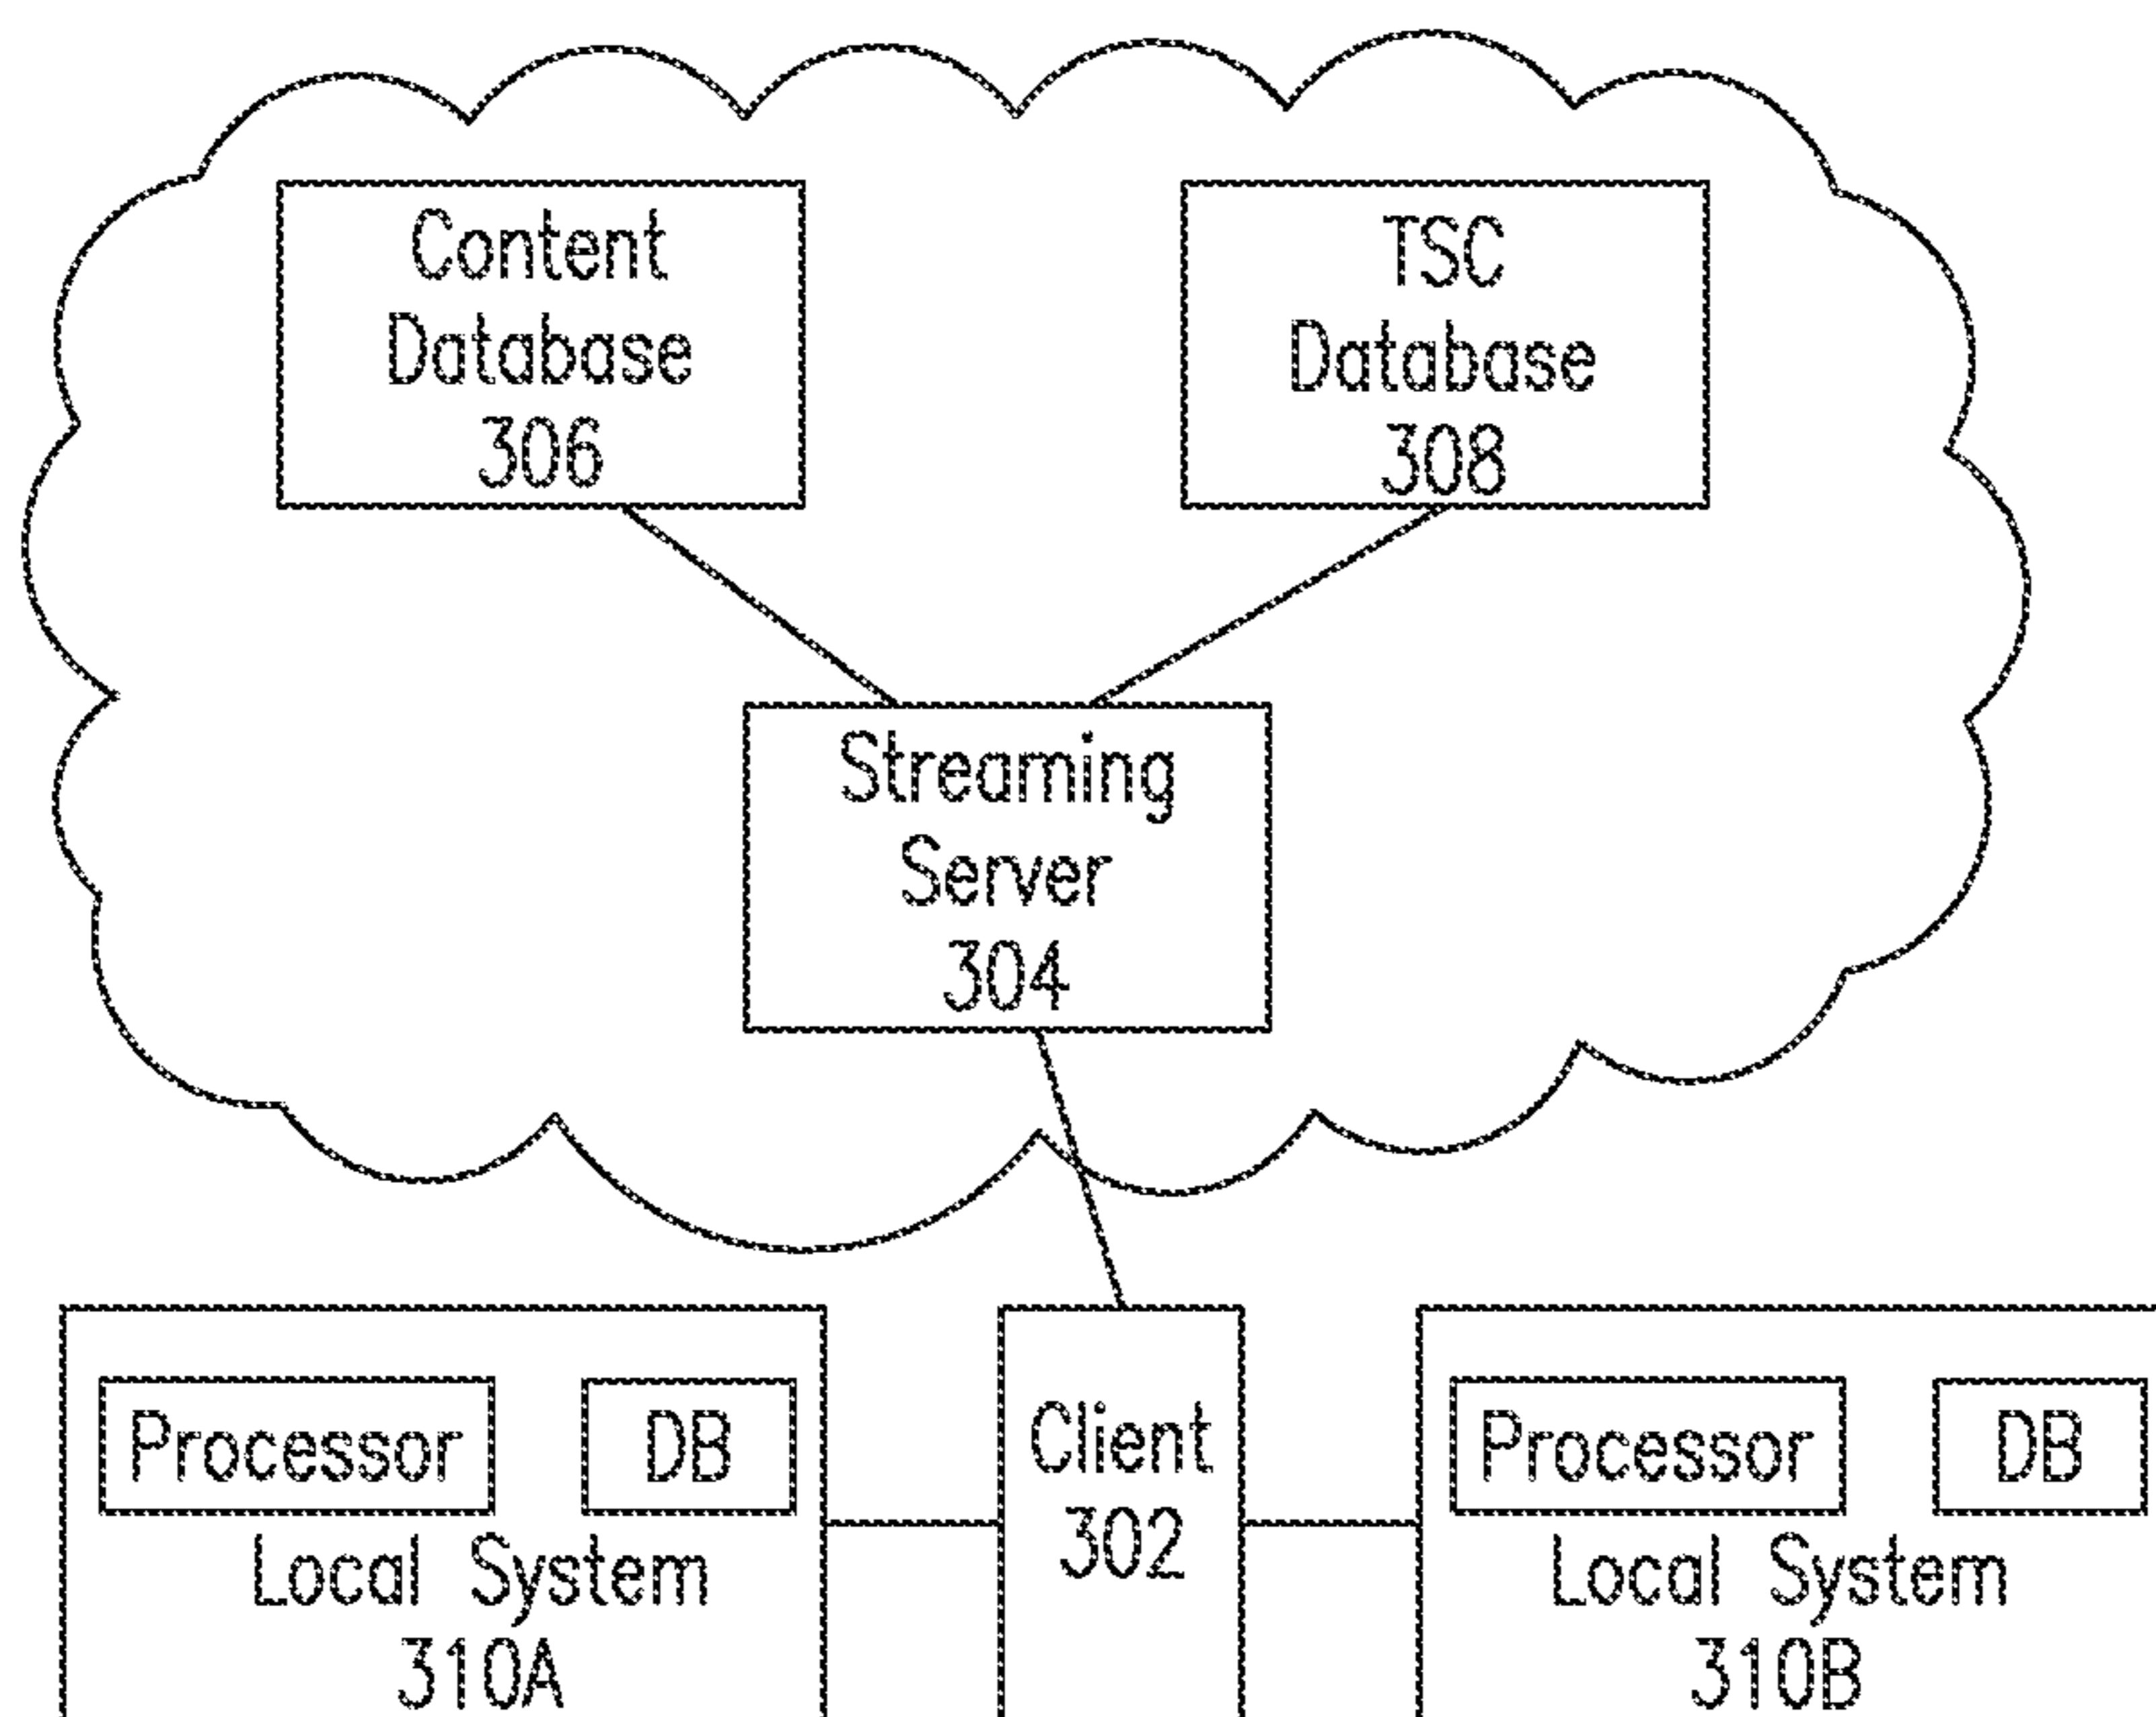 Content
Database
306
TSC
Database
308
Streaming
Server
304
Processor
DB
Local System
310A
Client
302
Processor
DB
Local System
310B